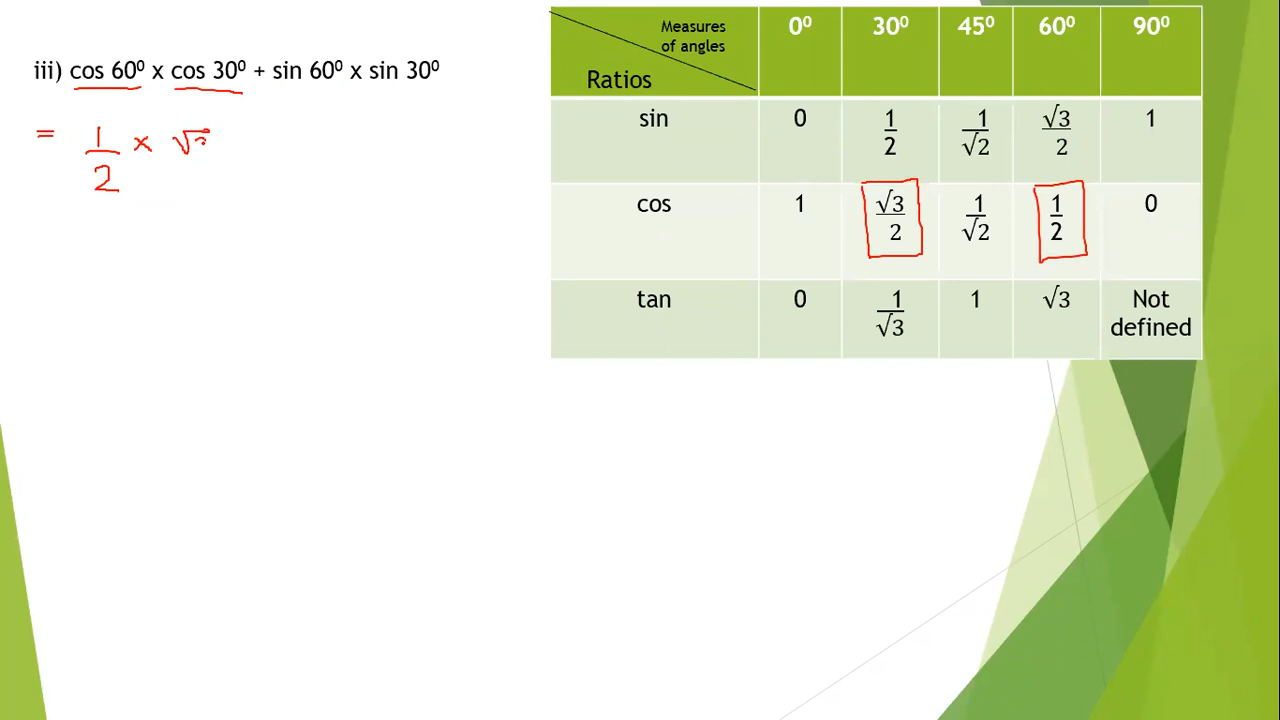 iii) cos 60⁰ x cos 30⁰ + sin 60⁰ x sin 30⁰
= 1/2 x √3
Measures of angles
Ratios
0⁰ 30⁰ 45⁰ 60⁰ 90⁰
sin 0 1/2 1/√2 √3/2 1
cos 1 √3/2 1/√2 1/2 0
tan 0 1/√3 1 √3 Not defined